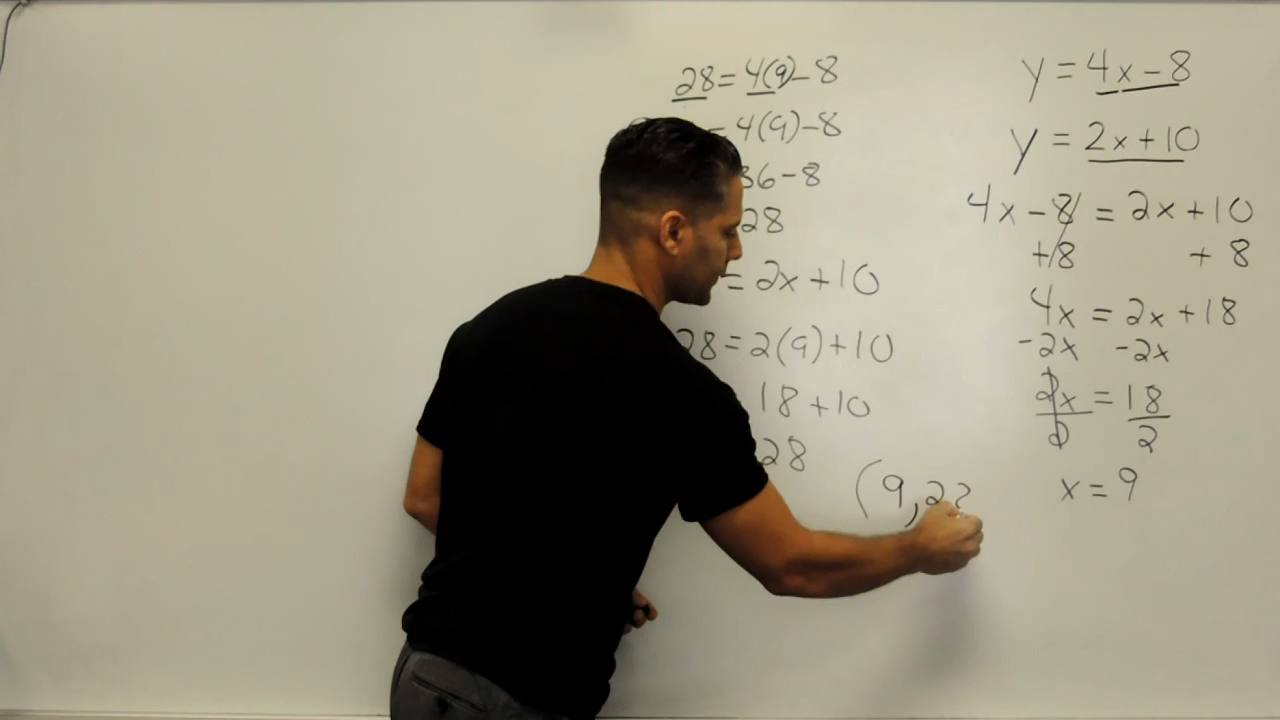 28 = 4(9) - 8
= 4(9) - 8
36 - 8
28
= 2x + 10
28 = 2(9) + 10
18 + 10
28
(9,2
y = 4x - 8
y = 2x + 10
4x - 8 = 2x + 10
+8 + 8
4x = 2x + 18
-2x -2x
2x = 18
2 2
x = 9